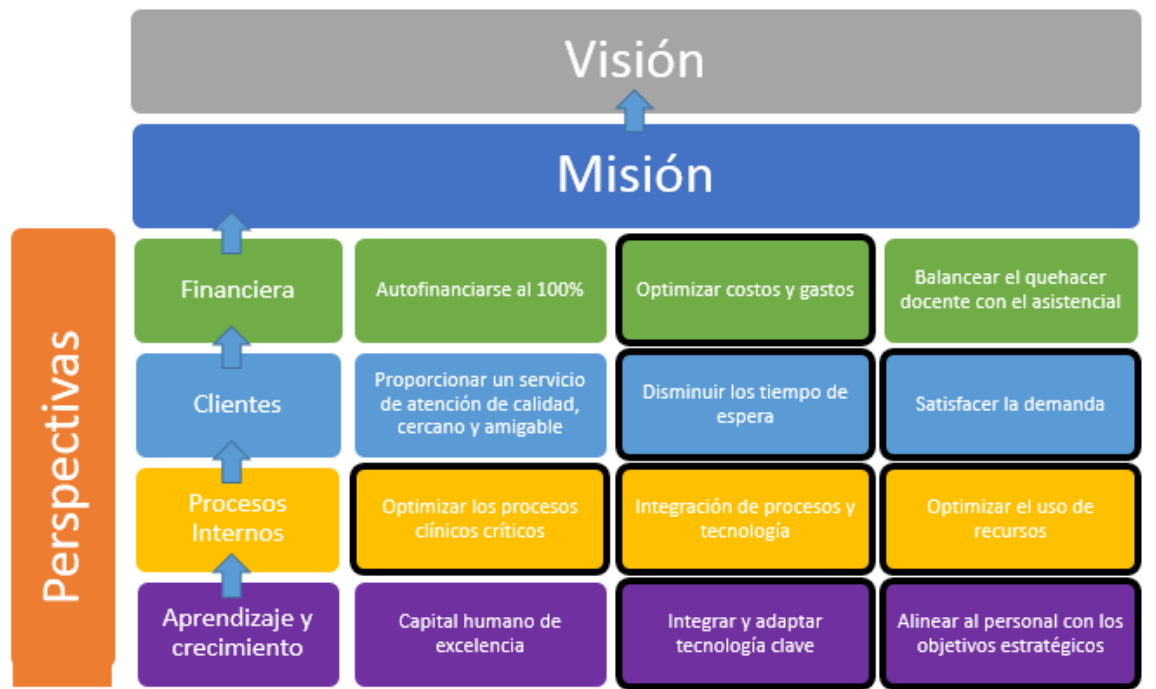 Visión
Misión
Perspectivas
Financiera
Autofinanciarse al 100%
Optimizar costos y gastos
Balancear el quehacer
docente con el asistencial
Clientes
Proporcionar un servicio
de atención de calidad,
cercano y amigable
Disminuir los tiempo de
espera
Satisfacer la demanda
Procesos
Internos
Optimizar los procesos
clínicos críticos
Integración de procesos y
tecnología
Optimizar el uso de
recursos
Aprendizaje y
crecimiento
Capital humano de
excelencia
Integrar y adaptar
tecnología clave
Alinear al personal con los
objetivos estratégicos